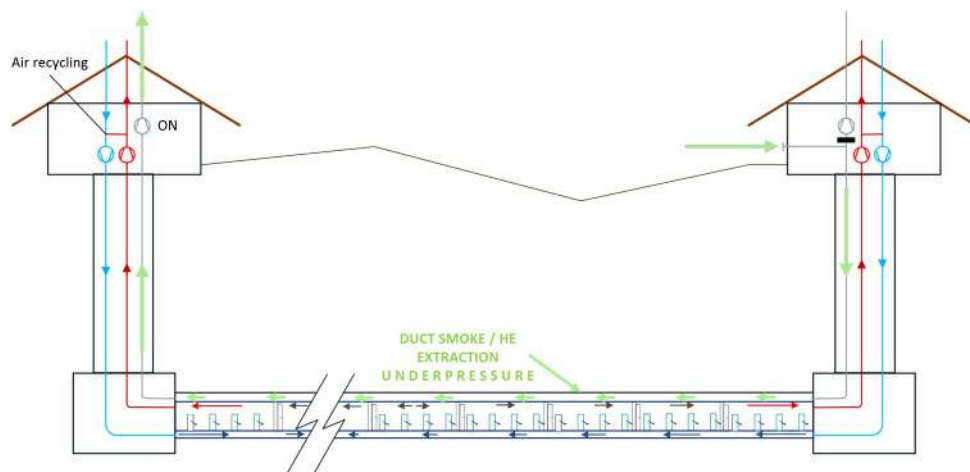 Air recycling
ON
DUCT SMOKE / HE
EXTRACTION
UNDERPRESSURE